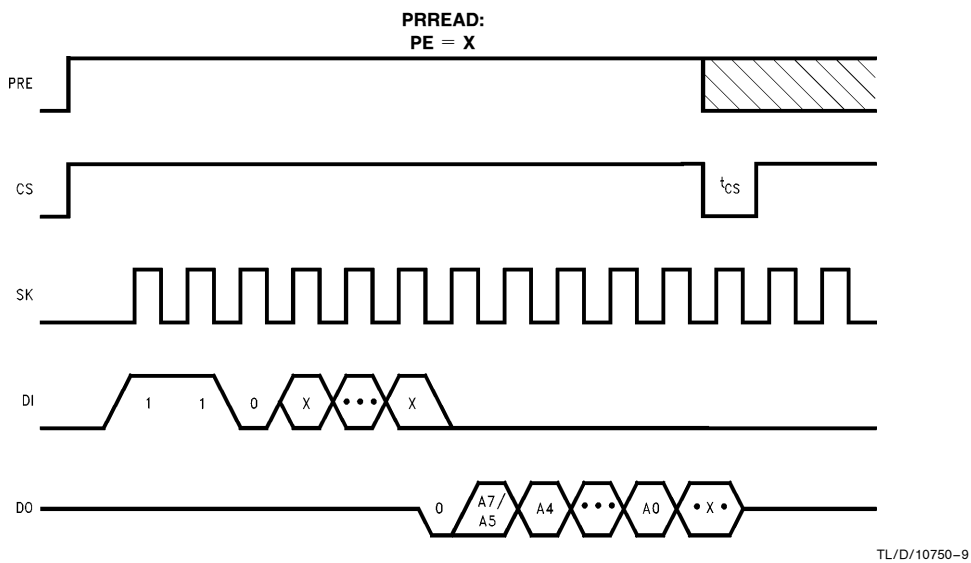 PRREAD:
PE = X
PRE
CS
tCS
SK
DI
1 1 0 X ••• X
DO
0 A7/A5 A4 ••• A0 •X•
TL/D/10750–9